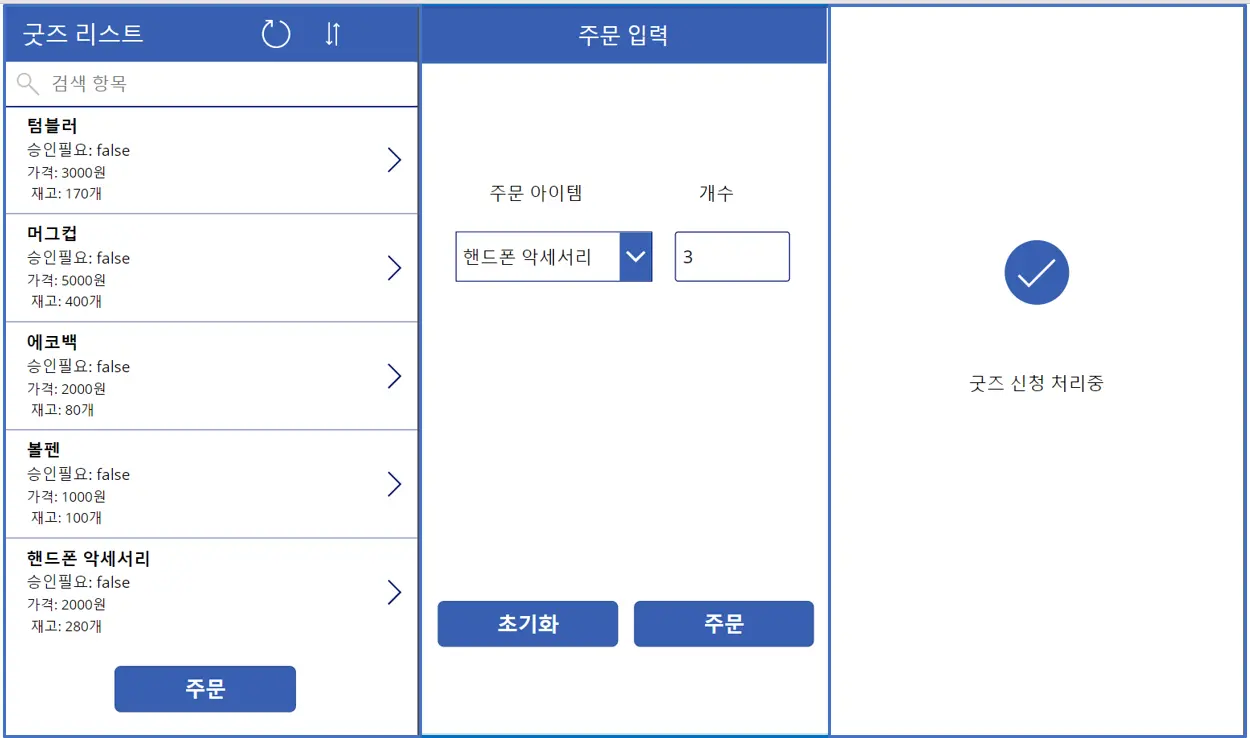 굿즈 리스트
검색 항목
텀블러
승인필요: false
가격: 3000원
재고: 170개
머그컵
승인필요: false
가격: 5000원
재고: 400개
에코백
승인필요: false
가격: 2000원
재고: 80개
볼펜
승인필요: false
가격: 1000원
재고: 100개
핸드폰 악세서리
승인필요: false
가격: 2000원
재고: 280개
주문
주문 입력
주문 아이템 개수
핸드폰 악세서리 3
초기화 주문
굿즈 신청 처리중